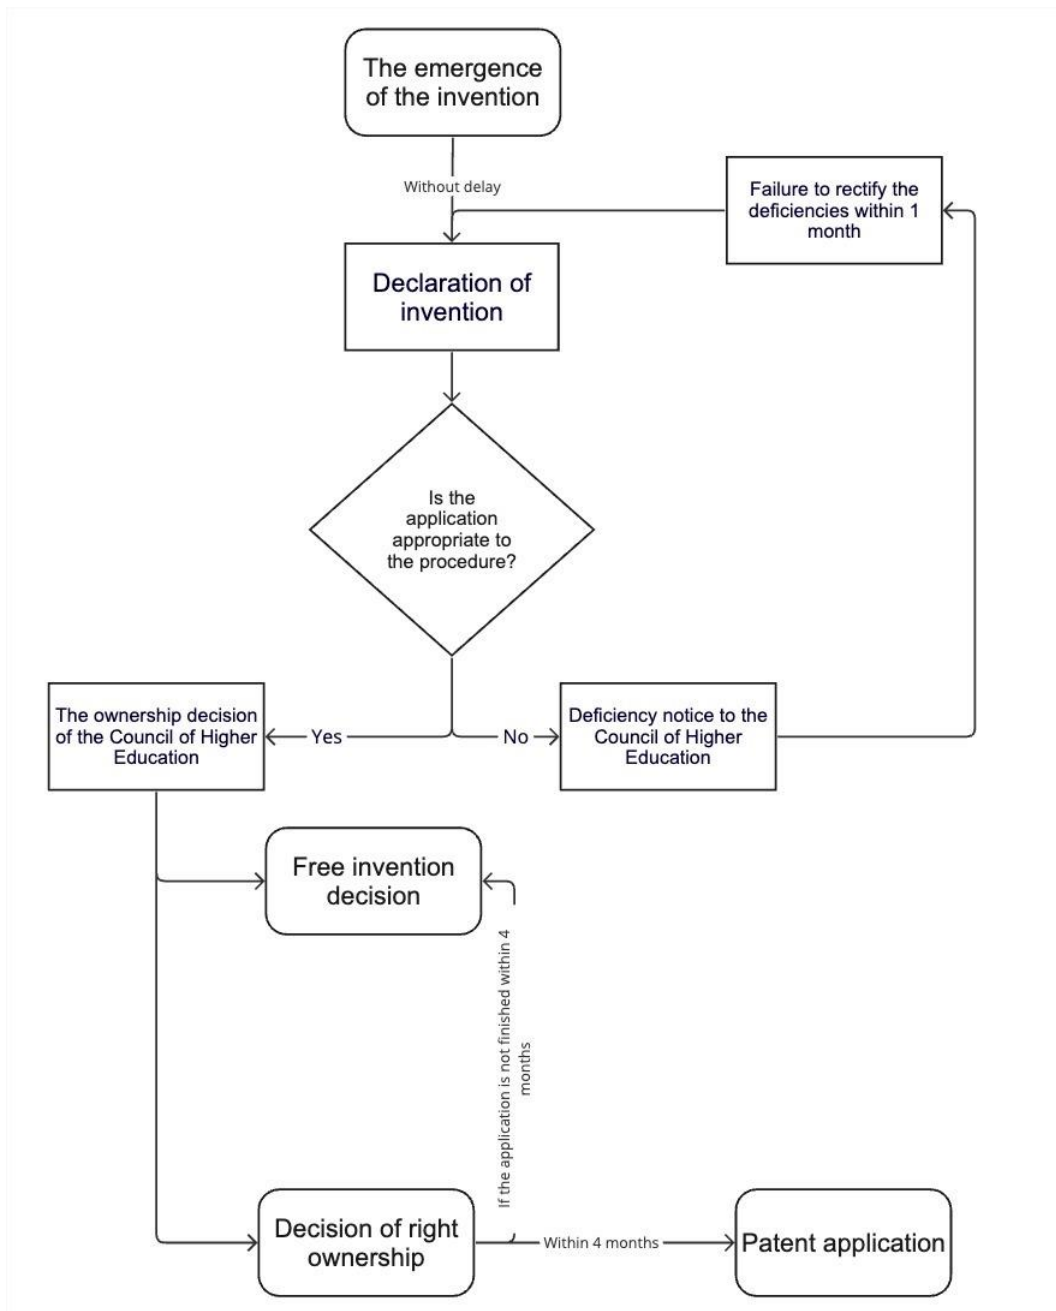 The emergence
of the invention
Without delay
Failure to rectify the
deficiencies within 1
month
Declaration of
invention
Is the
application
appropriate to
the procedure?
The ownership decision
of the Council of Higher
Education
Yes
No
Deficiency notice to the
Council of Higher
Education
Free invention
decision
If the application is not finished within 4
months
Decision of right
ownership
Within 4 months
Patent application